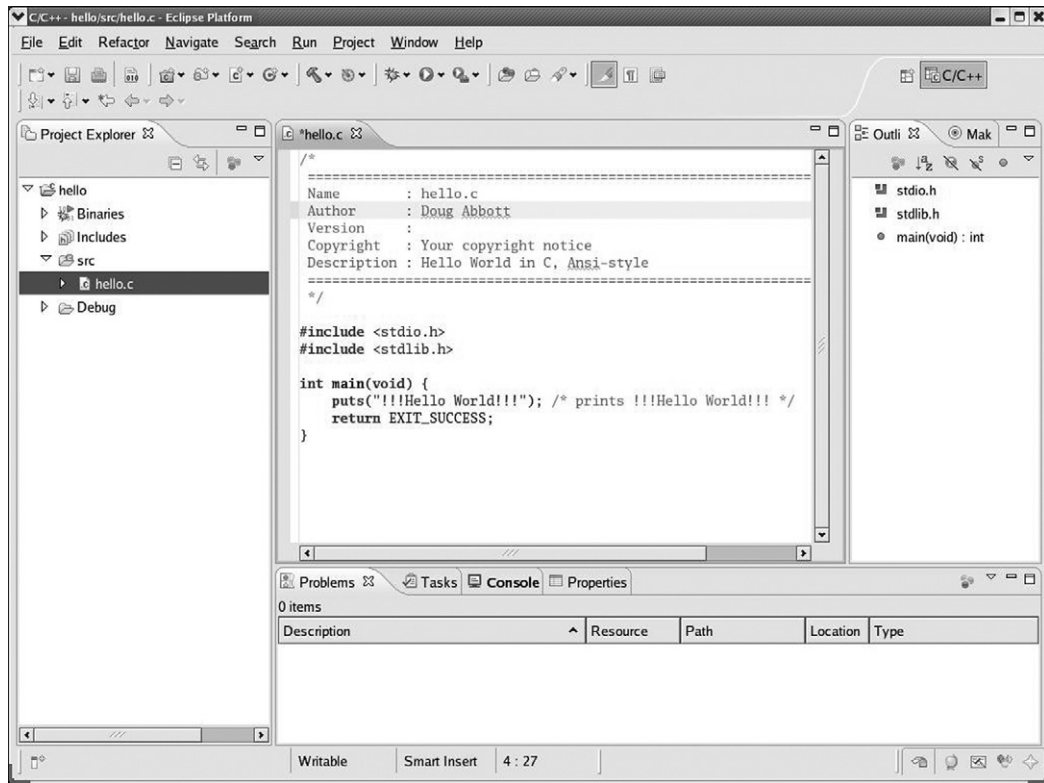 C/C++ - hello/src/hello.c - Eclipse Platform
File Edit Refactor Navigate Search Run Project Window Help
C/C++
Project Explorer
hello
Binaries
Includes
src
hello.c
Debug
*hello.c
/*
============================================================
Name : hello.c
Author : Doug Abbott
Version :
Copyright : Your copyright notice
Description : Hello World in C, Ansi-style
============================================================
*/
#include <stdio.h>
#include <stdlib.h>
int main(void) {
puts("!!!Hello World!!!"); /* prints !!!Hello World!!! */
return EXIT_SUCCESS;
}
Outli Mak
stdio.h
stdlib.h
main(void) : int
Problems Tasks Console Properties
0 items
Description Resource Path Location Type
Writable Smart Insert 4 : 27